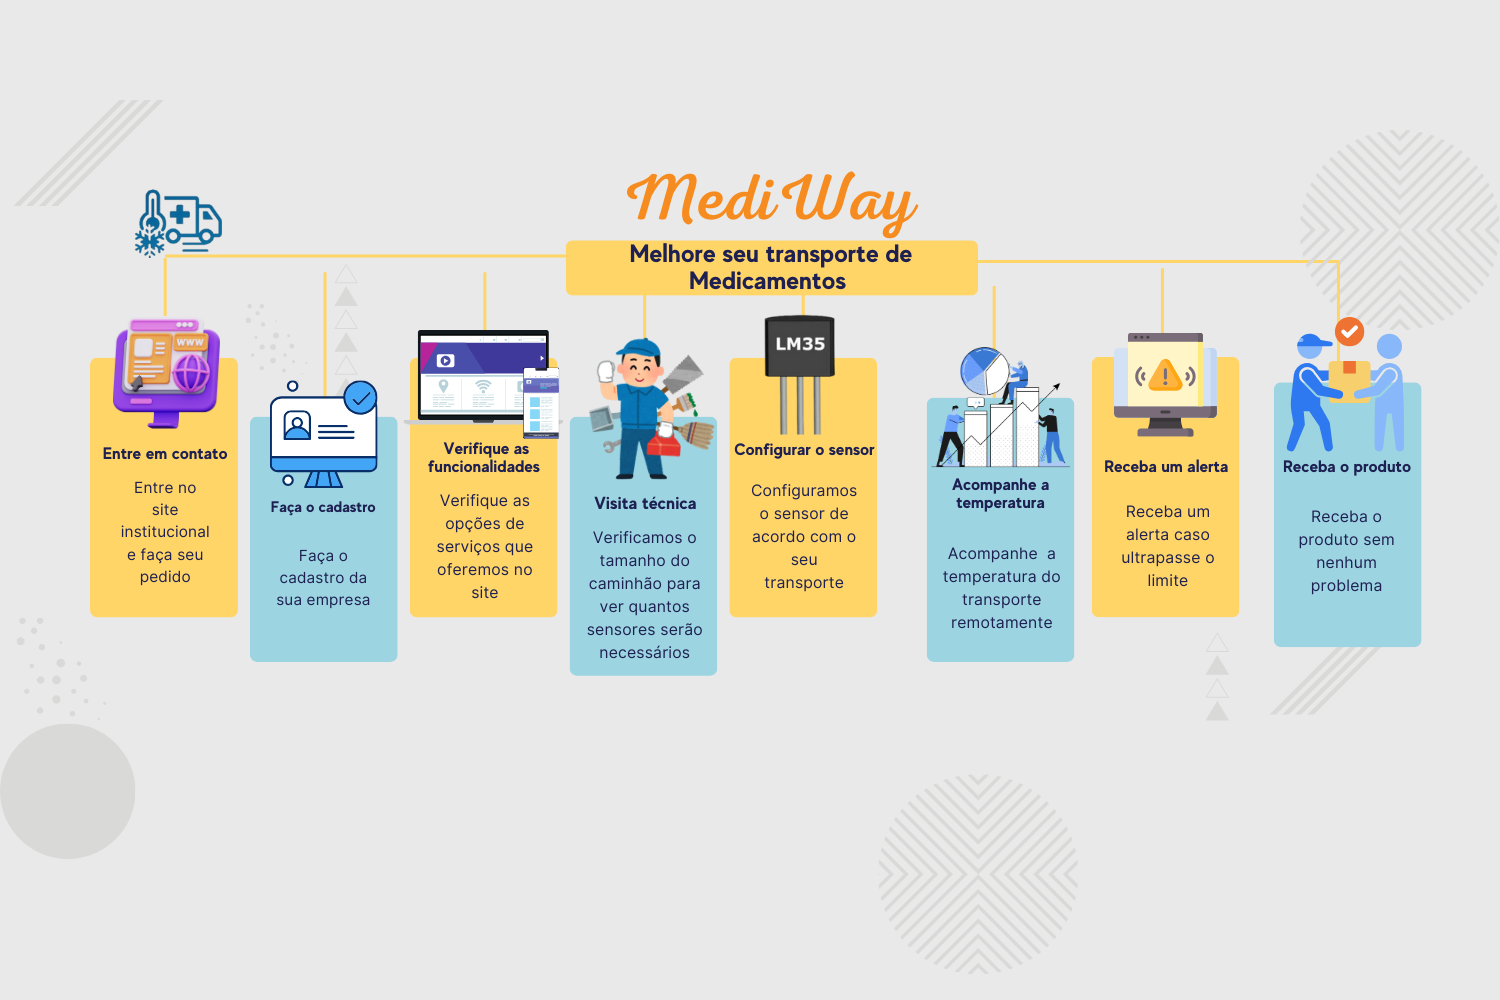 MediWay
Melhore seu transporte de
Medicamentos
WWW
Entre em contato
Entre no
site
institucional
e faça seu
pedido
Faça o cadastro
Faça o
cadastro da
sua empresa
Verifique as
funcionalidades
Verifique as
opções de
serviços que
oferemos no
site
Visita técnica
Verificamos o
tamanho do
caminhão para
ver quantos
sensores serão
necessários
LM35
Configurar o sensor
Configuramos
o sensor de
acordo com o
seu
transporte
Acompanhe a
temperatura
Acompanhe  a
temperatura do
transporte
remotamente
Receba um alerta
Receba um
alerta caso
ultrapasse o
limite
Receba o produto
Receba o
produto sem
nenhum
problema